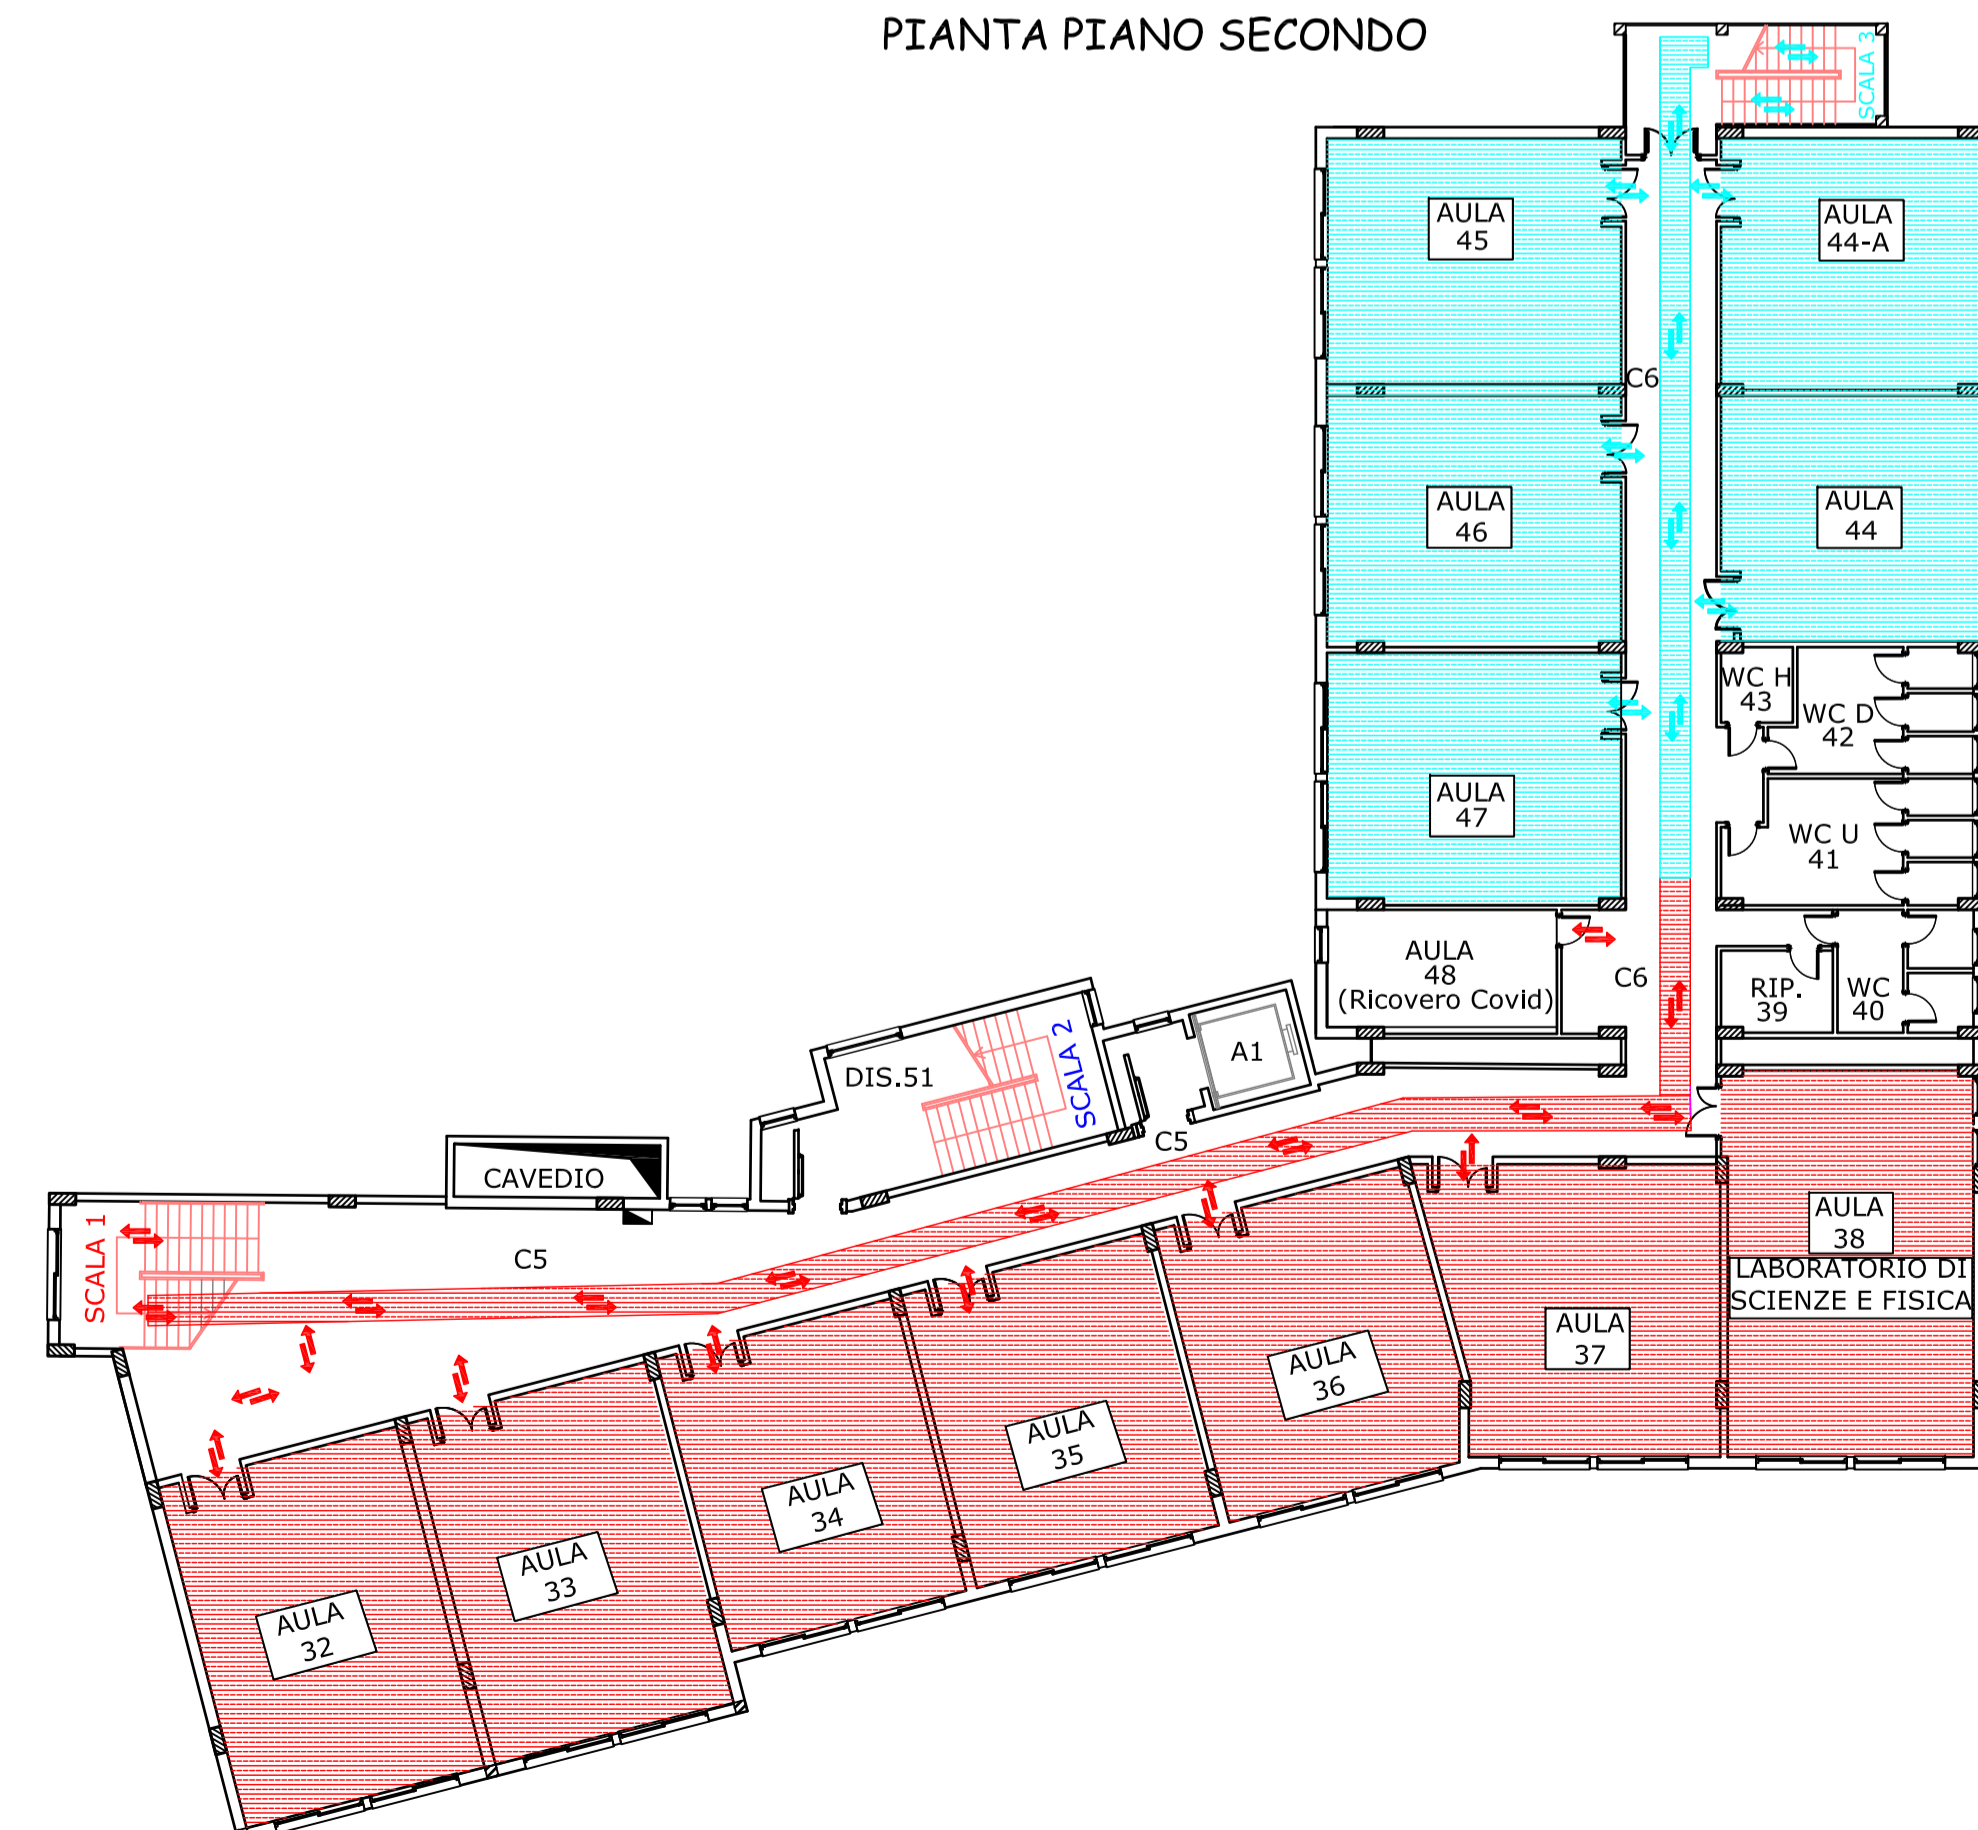 PIANTA PIANO SECONDO
SCALA 3
AULA
45
AULA
44-A
C6
AULA
46
AULA
44
WC H
43
WC D
42
AULA
47
WC U
41
AULA
48
(Ricovero Covid)
C6
RIP.
39
WC
40
DIS.51
SCALA 2
A1
C5
CAVEDIO
SCALA 1
C5
AULA
38
LABORATORIO DI
SCIENZE E FISICA
AULA
37
AULA
36
AULA
35
AULA
34
AULA
33
AULA
32